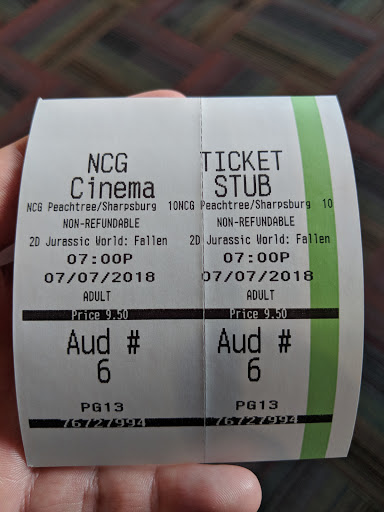 NCG
Cinema
NCG Peachtree/Sharpsburg 10
NON-REFUNDABLE
2D Jurassic World: Fallen
07:00P
07/07/2018
ADULT
Price 9.50
Aud #
6
PG13
76727994
TICKET
STUB
NCG Peachtree/Sharpsburg 10
NON-REFUNDABLE
2D Jurassic World: Fallen
07:00P
07/07/2018
ADULT
Price 9.50
Aud #
6
PG13
76727994